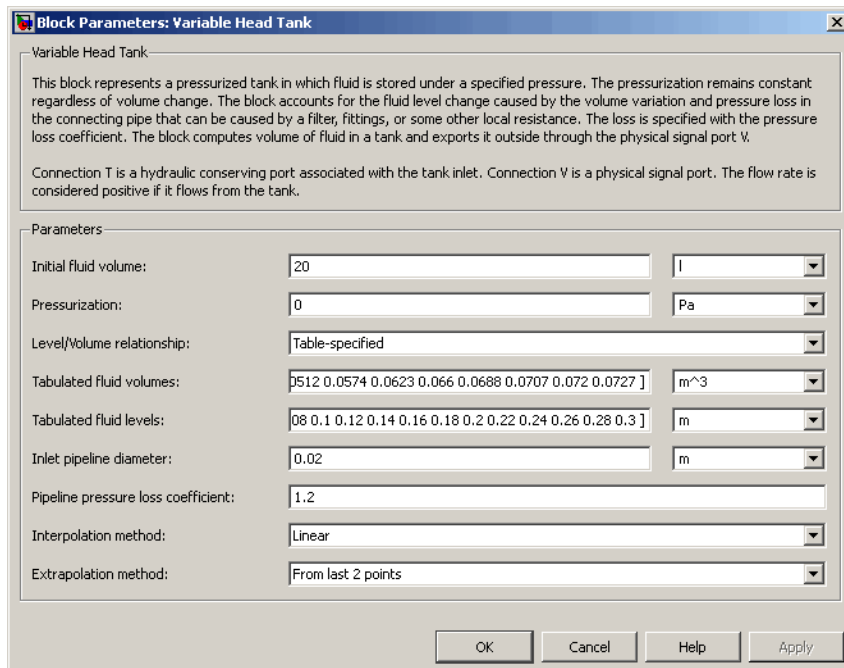 Block Parameters: Variable Head Tank
Variable Head Tank
This block represents a pressurized tank in which fluid is stored under a specified pressure. The pressurization remains constant
regardless of volume change. The block accounts for the fluid level change caused by the volume variation and pressure loss in
the connecting pipe that can be caused by a filter, fittings, or some other local resistance. The loss is specified with the pressure
loss coefficient. The block computes volume of fluid in a tank and exports it outside through the physical signal port V.
Connection T is a hydraulic conserving port associated with the tank inlet. Connection V is a physical signal port. The flow rate is
considered positive if it flows from the tank.
Parameters
Initial fluid volume: 20 l
Pressurization: 0 Pa
Level/Volume relationship: Table-specified
Tabulated fluid volumes: 0512 0.0574 0.0623 0.066 0.0688 0.0707 0.072 0.0727 ] m^3
Tabulated fluid levels: 08 0.1 0.12 0.14 0.16 0.18 0.2 0.22 0.24 0.26 0.28 0.3 ] m
Inlet pipeline diameter: 0.02 m
Pipeline pressure loss coefficient: 1.2
Interpolation method: Linear
Extrapolation method: From last 2 points
OK Cancel Help Apply